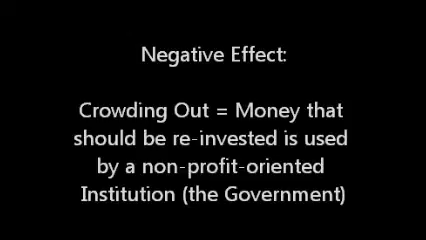 Negative Effect:
Crowding Out = Money that
should be re-invested is used
by a non-profit-oriented
Institution (the Government)